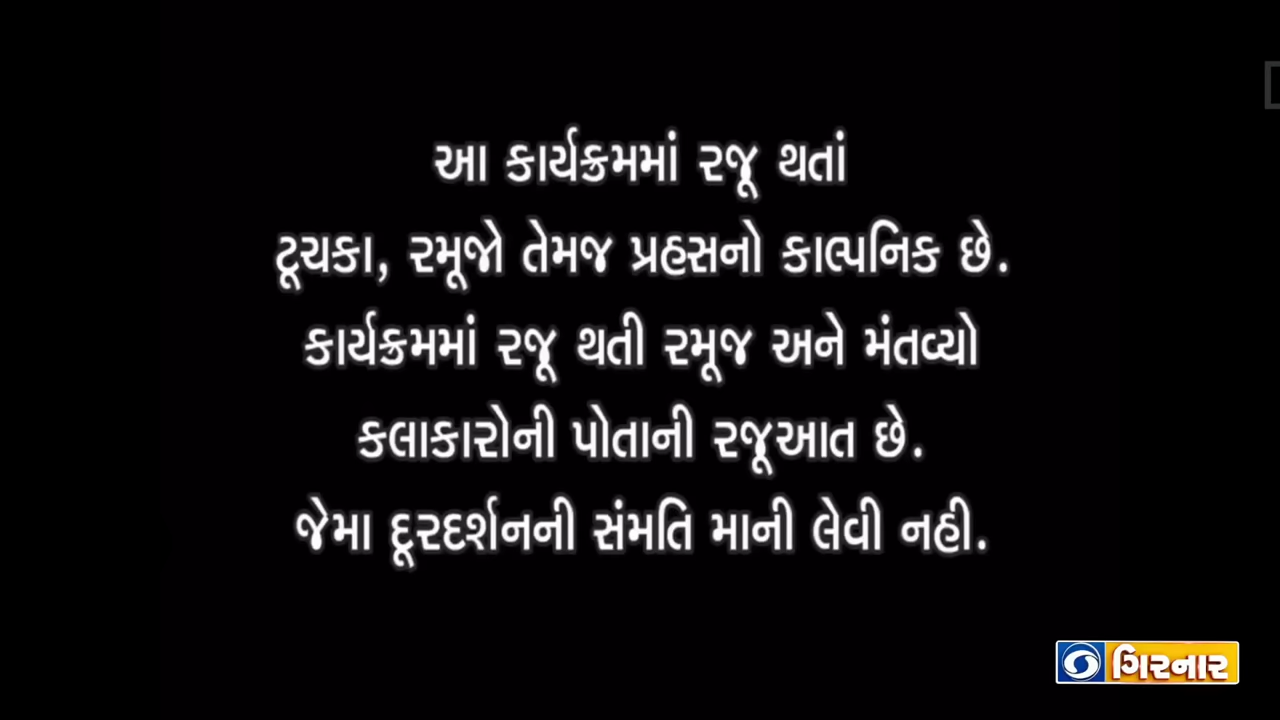 આ કાર્યક્રમમાં રજૂ થતાં
ટૂચકા, રમૂજો તેમજ પ્રહસનો કાલ્પનિક છે.
કાર્યક્રમમાં રજૂ થતી રમૂજ અને મંતવ્યો
કલાકારોની પોતાની રજૂઆત છે.
જેમા દૂરદર્શનની સંમતિ માની લેવી નહી.
ગિરનાર